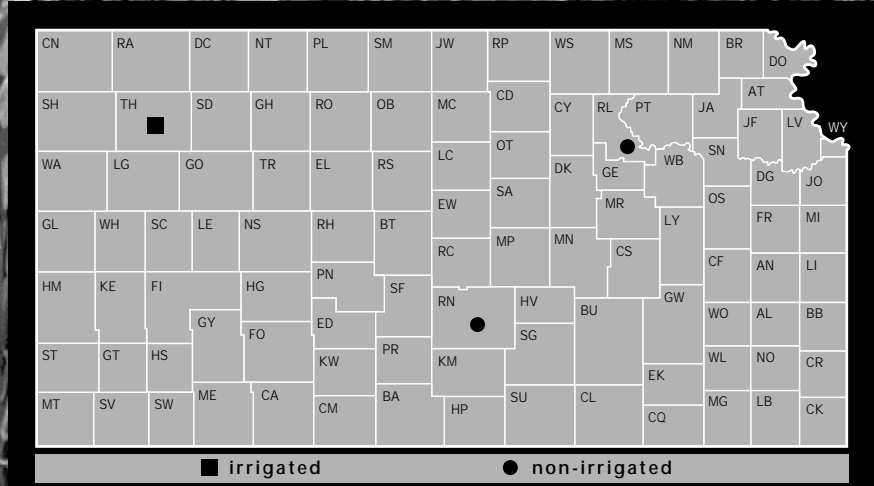 CN RA DC NT PL SM JW RP WS MS NM BR DO
SH TH SD GH RO OB MC CD CY RL PT JA AT JF LV WY
WA LG GO TR EL RS LC OT DK GE WB SN DG JO
GL WH SC LE NS RH BT EW SA MR LY OS FR MI
RC MP MN CS CF AN LI
HM KE FI HG PN SF RN HV BU GW WO AL BB
GY FO ED SG
ST GT HS KW PR KM EK WL NO CR
MT SV SW ME CA CM BA HP SU CL CQ MG LB CK
irrigated non-irrigated